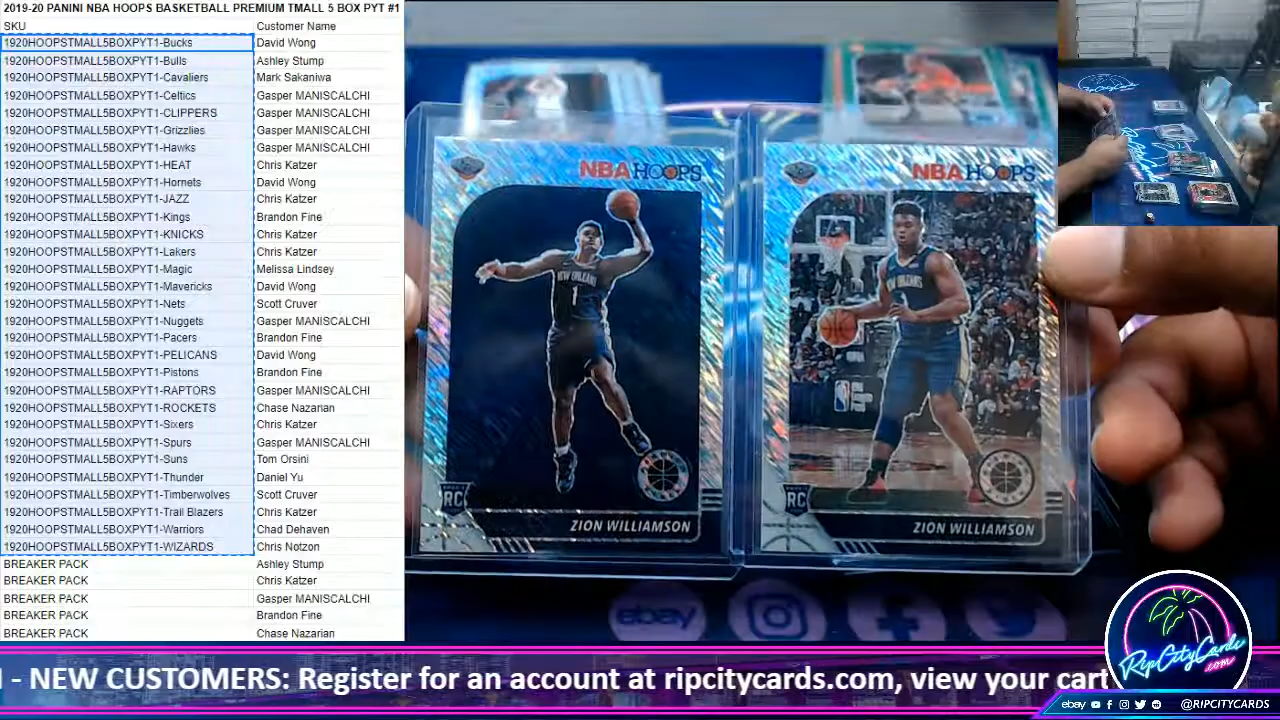 2019-20 PANINI NBA HOOPS BASKETBALL PREMIUM TMALL 5 BOX PYT #1
SKU Customer Name
1920HOOPSTMALL5BOXPYT1-Bucks David Wong
1920HOOPSTMALL5BOXPYT1-Bulls Ashley Stump
1920HOOPSTMALL5BOXPYT1-Cavaliers Mark Sakaniwa
1920HOOPSTMALL5BOXPYT1-Celtics Gasper MANISCALCHI
1920HOOPSTMALL5BOXPYT1-CLIPPERS Gasper MANISCALCHI
1920HOOPSTMALL5BOXPYT1-Grizzlies Gasper MANISCALCHI
1920HOOPSTMALL5BOXPYT1-Hawks Gasper MANISCALCHI
1920HOOPSTMALL5BOXPYT1-HEAT Chris Katzer
1920HOOPSTMALL5BOXPYT1-Hornets David Wong
1920HOOPSTMALL5BOXPYT1-JAZZ Chris Katzer
1920HOOPSTMALL5BOXPYT1-Kings Brandon Fine
1920HOOPSTMALL5BOXPYT1-KNICKS Chris Katzer
1920HOOPSTMALL5BOXPYT1-Lakers Chris Katzer
1920HOOPSTMALL5BOXPYT1-Magic Melissa Lindsey
1920HOOPSTMALL5BOXPYT1-Mavericks David Wong
1920HOOPSTMALL5BOXPYT1-Nets Scott Cruver
1920HOOPSTMALL5BOXPYT1-Nuggets Gasper MANISCALCHI
1920HOOPSTMALL5BOXPYT1-Pacers Brandon Fine
1920HOOPSTMALL5BOXPYT1-PELICANS David Wong
1920HOOPSTMALL5BOXPYT1-Pistons Brandon Fine
1920HOOPSTMALL5BOXPYT1-RAPTORS Gasper MANISCALCHI
1920HOOPSTMALL5BOXPYT1-ROCKETS Chase Nazarian
1920HOOPSTMALL5BOXPYT1-Sixers Chris Katzer
1920HOOPSTMALL5BOXPYT1-Spurs Gasper MANISCALCHI
1920HOOPSTMALL5BOXPYT1-Suns Tom Orsini
1920HOOPSTMALL5BOXPYT1-Thunder Daniel Yu
1920HOOPSTMALL5BOXPYT1-Timberwolves Scott Cruver
1920HOOPSTMALL5BOXPYT1-Trail Blazers Chris Katzer
1920HOOPSTMALL5BOXPYT1-Warriors Chad Dehaven
1920HOOPSTMALL5BOXPYT1-WIZARDS Chris Notzon
BREAKER PACK Ashley Stump
BREAKER PACK Chris Katzer
BREAKER PACK Gasper MANISCALCHI
BREAKER PACK Brandon Fine
BREAKER PACK Chase Nazarian
NBA HOOPS
NEW ORLEANS
1
RC
ZION WILLIAMSON
NBA HOOPS
NEW ORLEANS
RC
ZION WILLIAMSON
ebay
- NEW CUSTOMERS: Register for an account at ripcitycards.com, view your cart
RipCityCards
.com
ebay @RIPCITYCARDS